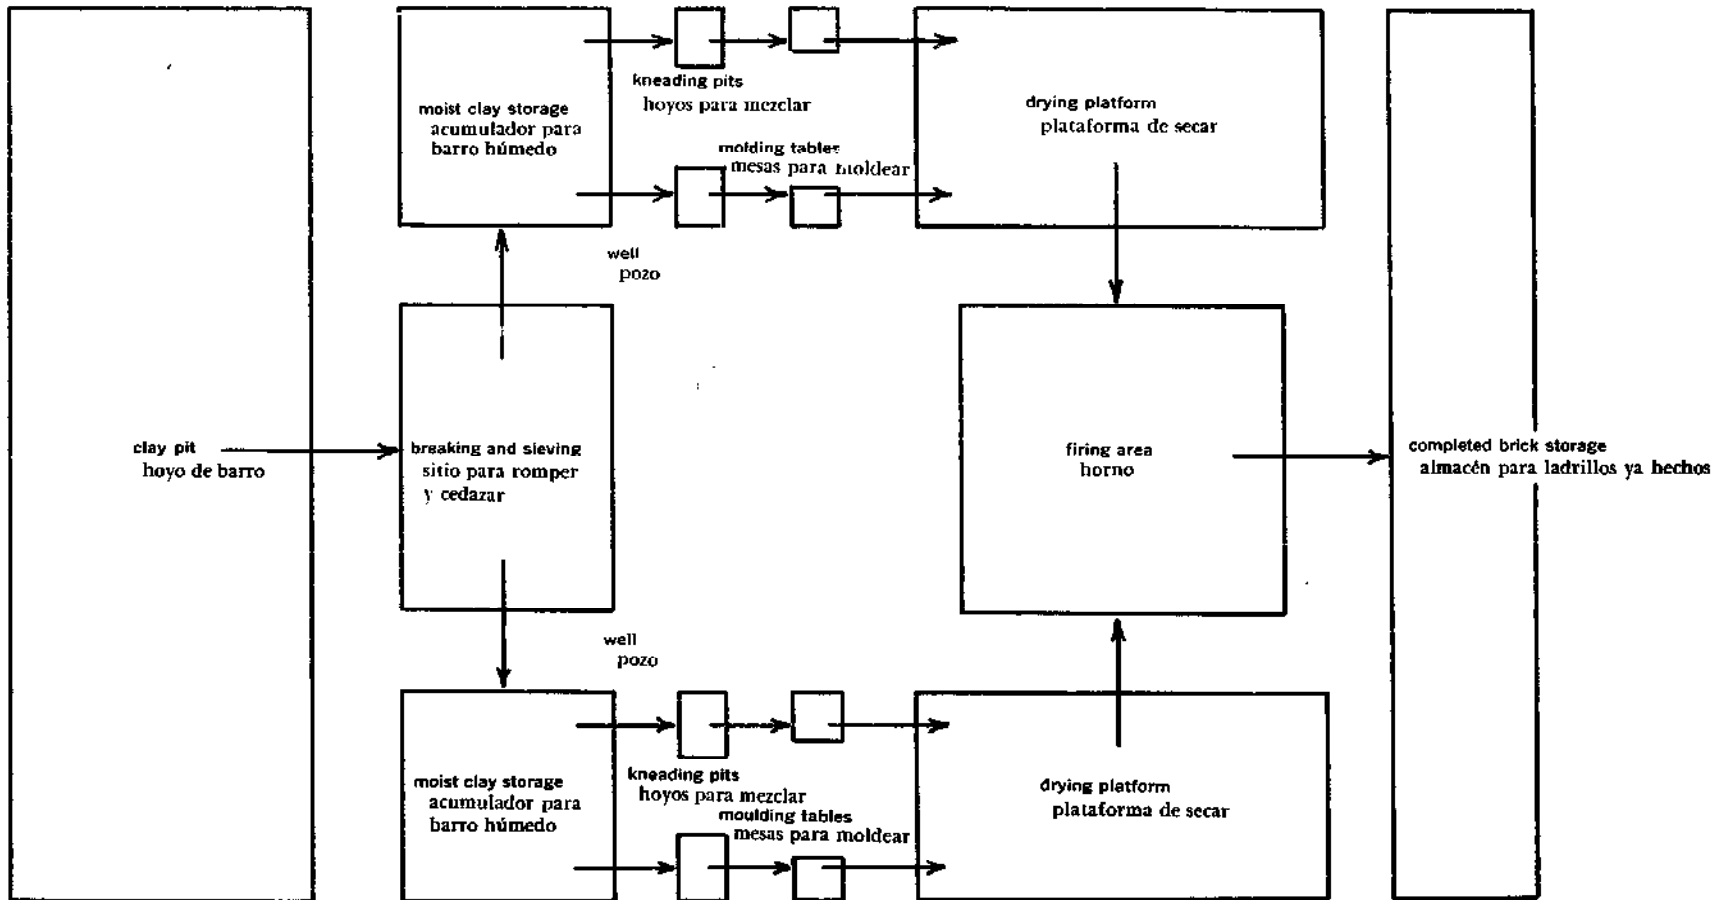 clay pit
hoyo de barro
moist clay storage
acumulador para
barro húmedo
kneading pits
hoyos para mezclar
molding tables
mesas para moldear
drying platform
plataforma de secar
well
pozo
breaking and sieving
sitio para romper
y cedazar
firing area
horno
completed brick storage
almacén para ladrillos ya hechos
well
pozo
moist clay storage
acumulador para
barro húmedo
kneading pits
hoyos para mezclar
moulding tables
mesas para moldear
drying platform
plataforma de secar